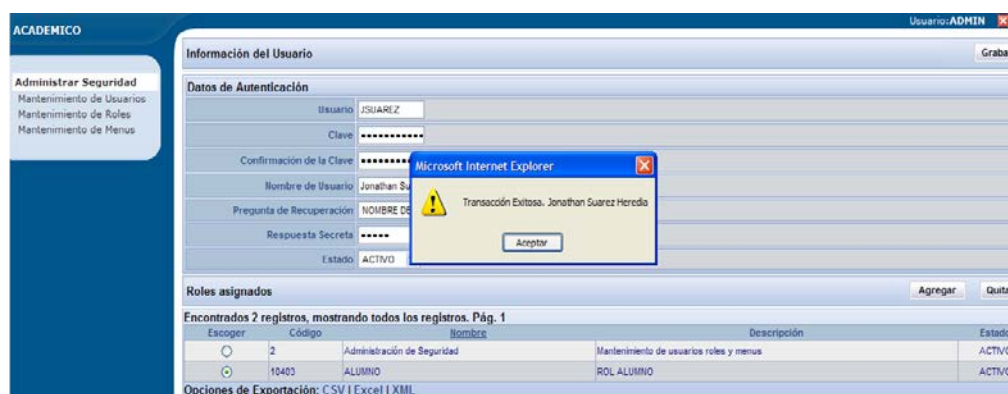 Usuario:ADMIN
ACADEMICO
Información del Usuario
Graba
Administrar Seguridad
Mantenimiento de Usuarios
Mantenimiento de Roles
Mantenimiento de Menus
Datos de Autenticación
Usuario JSUAREZ
Clave
Confirmación de la Clave
Microsoft Internet Explorer
Nombre de Usuario Jonathan Su
Transacción Exitosa. Jonathan Suarez Heredia
Pregunta de Recuperación NOMBRE DE
Respuesta Secreta
Aceptar
Estado ACTIVO
Roles asignados
Agregar Quita
Encontrados 2 registros, mostrando todos los registros. Pág. 1
Escoger Código Nombre Descripción Estado
2 Administración de Seguridad Mantenimiento de usuarios roles y menus ACTIVO
10403 ALUMNO ROL ALUMNO ACTIVO
Opciones de Exportación: CSV | Excel | XML